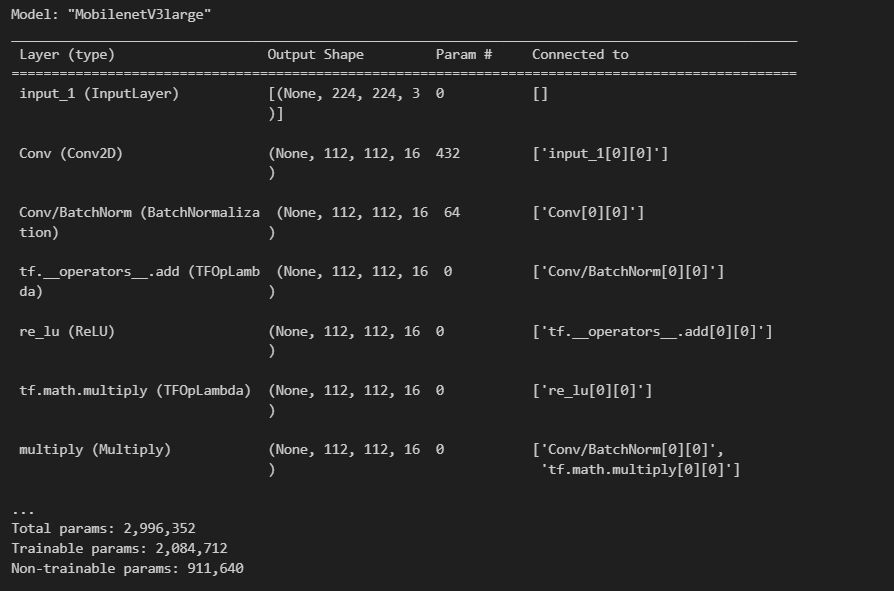 Model: "MobilenetV3large"
Layer (type) Output Shape Param # Connected to
input_1 (InputLayer) [(None, 224, 224, 3 0 []
)]
Conv (Conv2D) (None, 112, 112, 16 432 ['input_1[0][0]']
)
Conv/BatchNorm (BatchNormaliza (None, 112, 112, 16 64 ['Conv[0][0]']
tion) )
tf.__operators__.add (TFOpLamb (None, 112, 112, 16 0 ['Conv/BatchNorm[0][0]']
da) )
re_lu (ReLU) (None, 112, 112, 16 0 ['tf.__operators__.add[0][0]']
)
tf.math.multiply (TFOpLambda) (None, 112, 112, 16 0 ['re_lu[0][0]']
)
multiply (Multiply) (None, 112, 112, 16 0 ['Conv/BatchNorm[0][0]',
) 'tf.math.multiply[0][0]']
...
Total params: 2,996,352
Trainable params: 2,084,712
Non-trainable params: 911,640